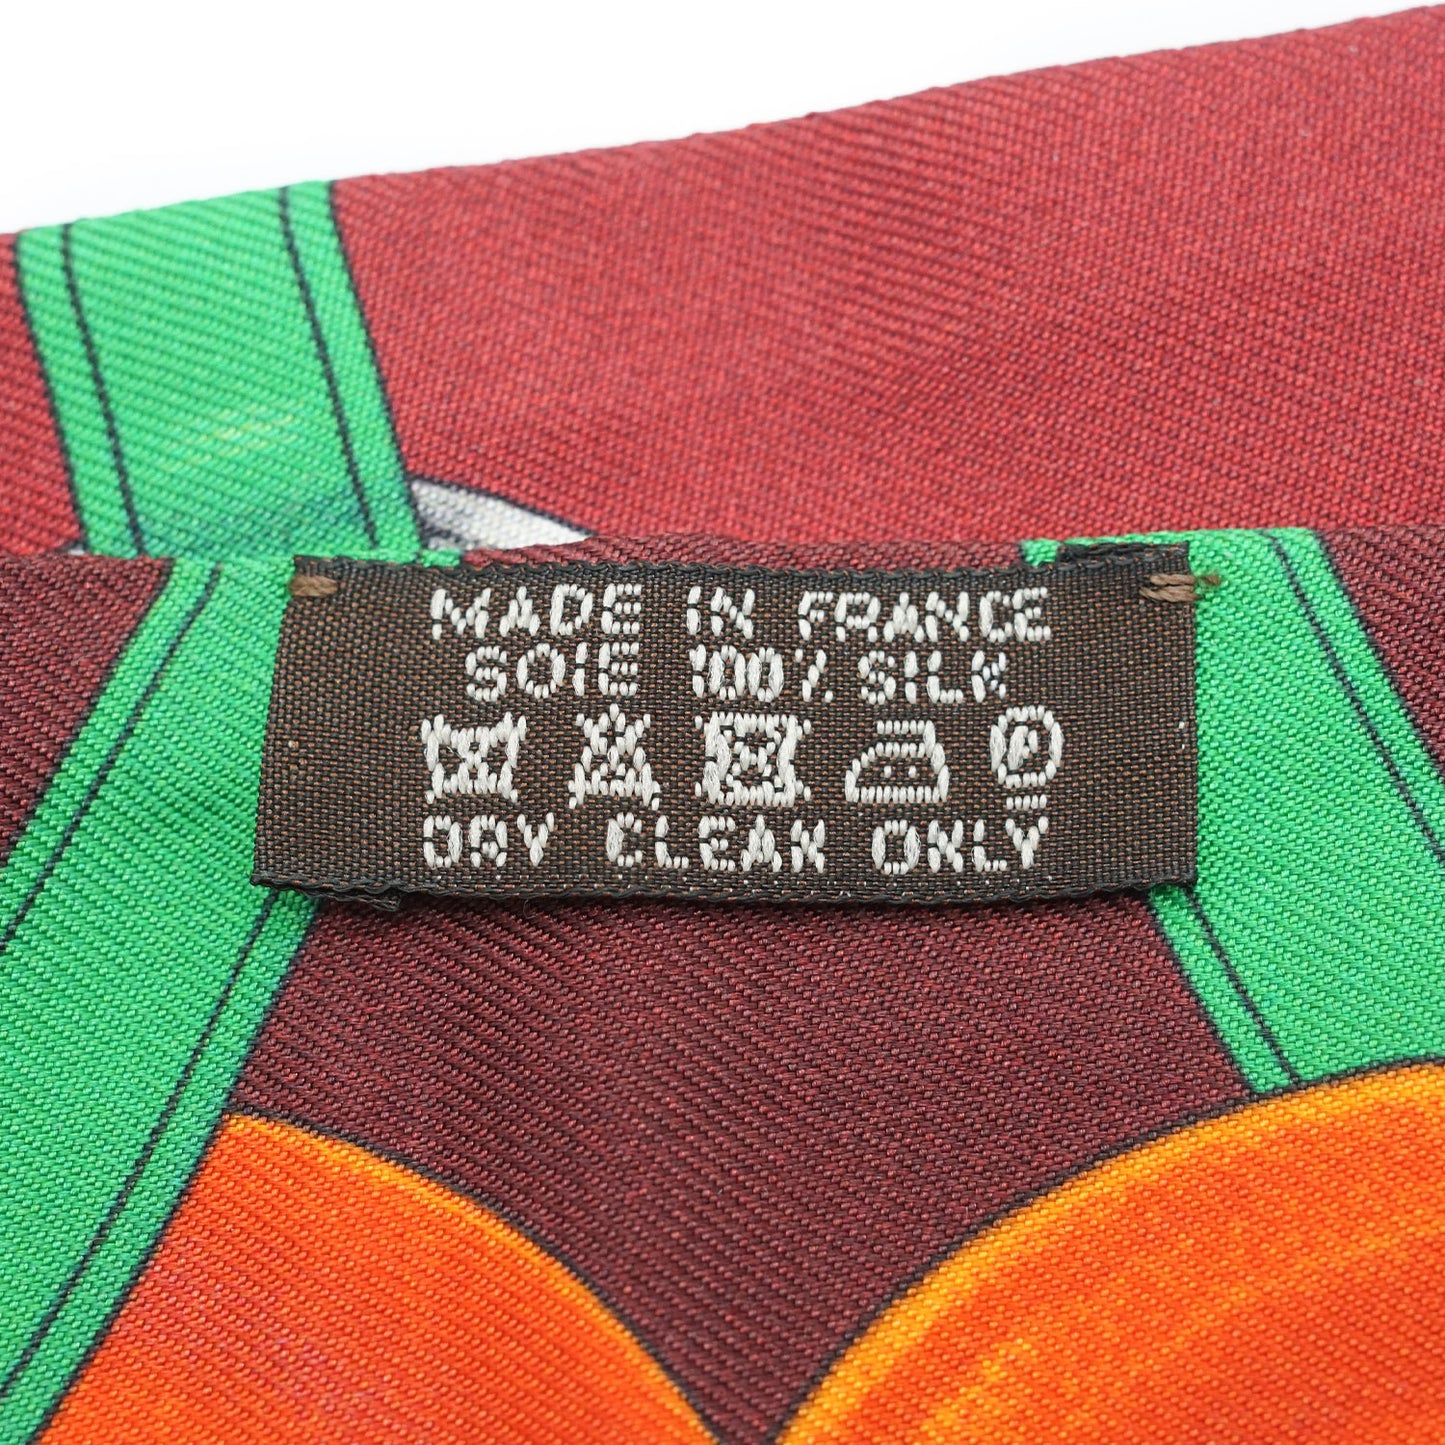 MADE IN FRANCE
SOIE 100% SILK
P
DRY CLEAN ONLY